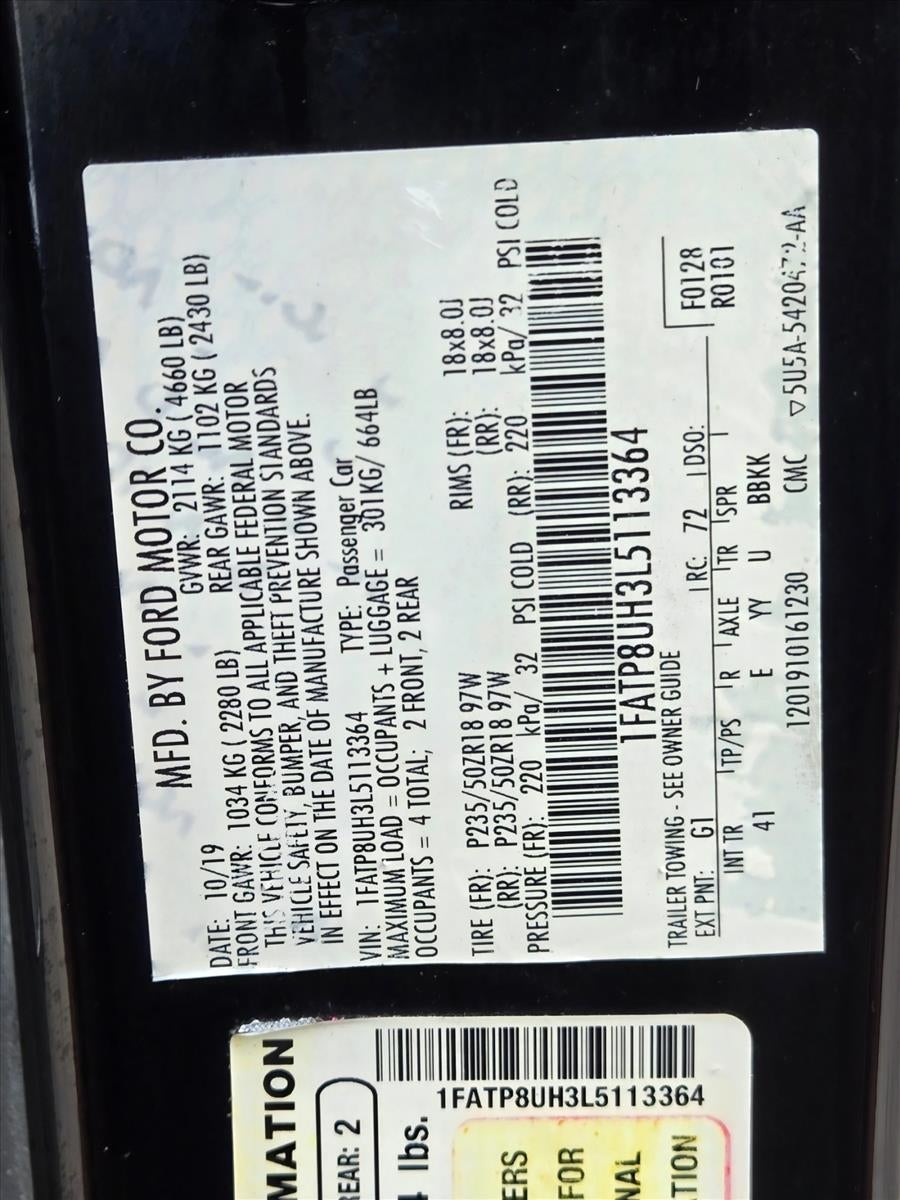 MFD. BY FORD MOTOR CO.
DATE: 10/19 GVWR: 2114 KG ( 4660 LB)
FRONT GAWR: 1034 KG ( 2280 LB) REAR GAWR: 1102 KG ( 2430 LB)
THIS VEHICLE CONFORMS TO ALL APPLICABLE FEDERAL MOTOR
VEHICLE SAFETY, BUMPER, AND THEFT PREVENTION STANDARDS
IN EFFECT ON THE DATE OF MANUFACTURE SHOWN ABOVE.
VIN: 1FATP8UH3L5113364 TYPE: Passenger Car
MAXIMUM LOAD = OCCUPANTS + LUGGAGE = 301KG/ 664LB
OCCUPANTS = 4 TOTAL; 2 FRONT, 2 REAR
TIRE (FR): P235/50ZR18 97W RIMS (FR): 18x8.0J
(RR): P235/50ZR18 97W (RR): 18x8.0J
PRESSURE (FR): 220 kPa/ 32 PSI COLD (RR): 220 kPa/ 32 PSI COLD
1FATP8UH3L5113364
TRAILER TOWING - SEE OWNER GUIDE
F0128
R0101
EXT PNT: G1 RC: 72 DSO:
INT TR TP/PS R AXLE TR SPR
41 E YY U BBKK
1201910161230 CMC ▽5U5A-5420472-AA
MATION
REAR: 2
lbs.
1FATP8UH3L5113364
ERS
FOR
NAL
TION